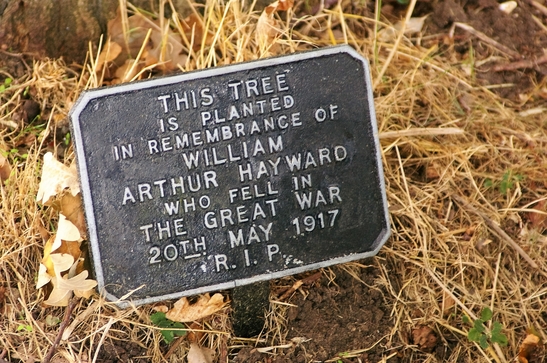 THIS TREE
IS PLANTED
IN REMEMBRANCE OF
WILLIAM
ARTHUR HAYWARD
WHO FELL IN
THE GREAT WAR
20TH MAY 1917
R.I.P.